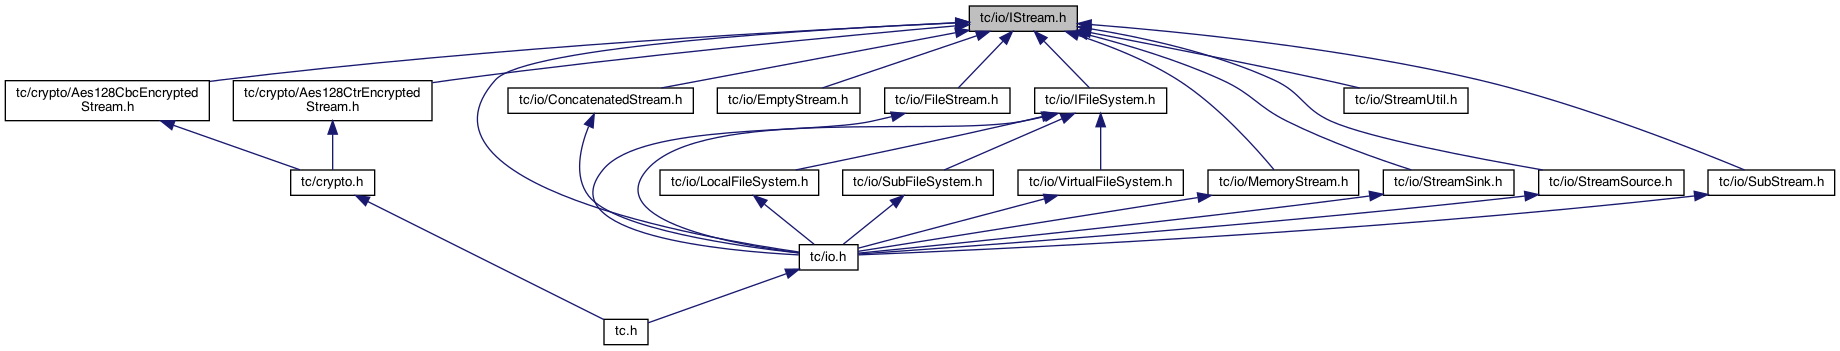 tc/io/IStream.h
tc/crypto/Aes128CbcEncrypted
Stream.h
tc/crypto/Aes128CtrEncrypted
Stream.h
tc/io/ConcatenatedStream.h
tc/io/EmptyStream.h
tc/io/FileStream.h
tc/io/IFileSystem.h
tc/io/StreamUtil.h
tc/crypto.h
tc/io/LocalFileSystem.h
tc/io/SubFileSystem.h
tc/io/VirtualFileSystem.h
tc/io/MemoryStream.h
tc/io/StreamSink.h
tc/io/StreamSource.h
tc/io/SubStream.h
tc/io.h
tc.h